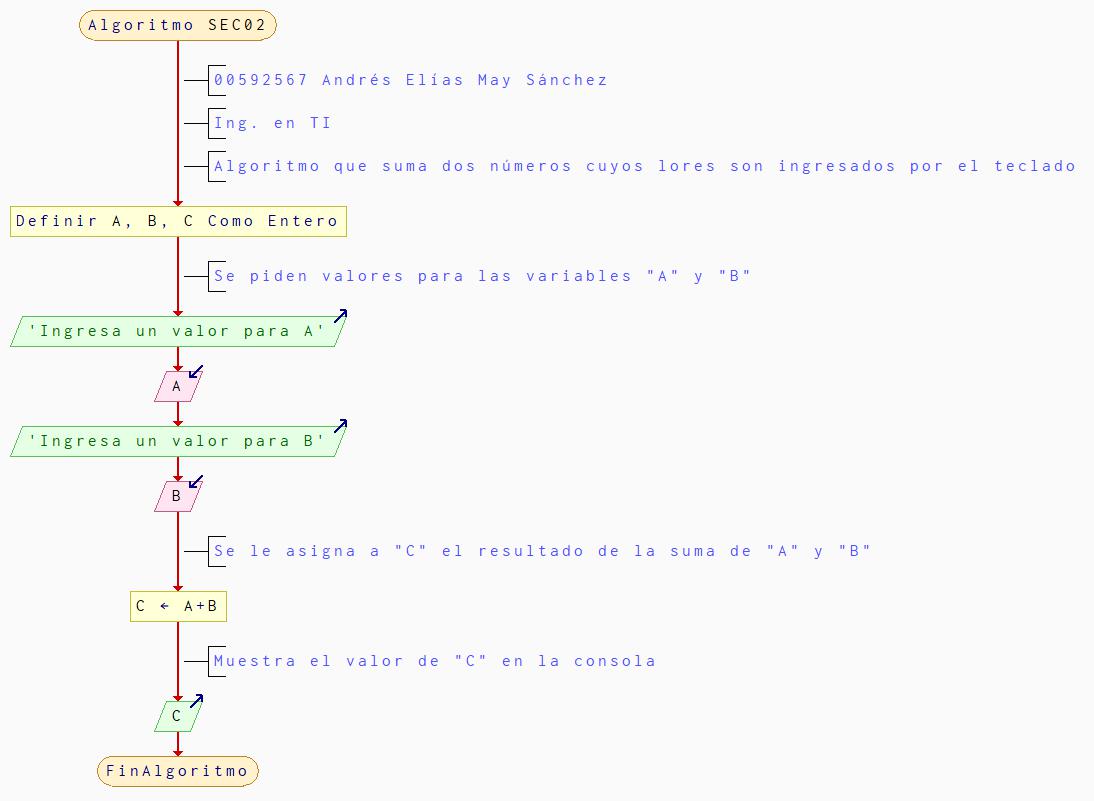 Algoritmo SEC02
00592567 Andrés Elías May Sánchez
Ing. en TI
Algoritmo que suma dos números cuyos lores son ingresados por el teclado
Definir A, B, C Como Entero
Se piden valores para las variables "A" y "B"
'Ingresa un valor para A'
A
'Ingresa un valor para B'
B
Se le asigna a "C" el resultado de la suma de "A" y "B"
C ← A+B
Muestra el valor de "C" en la consola
C
FinAlgoritmo